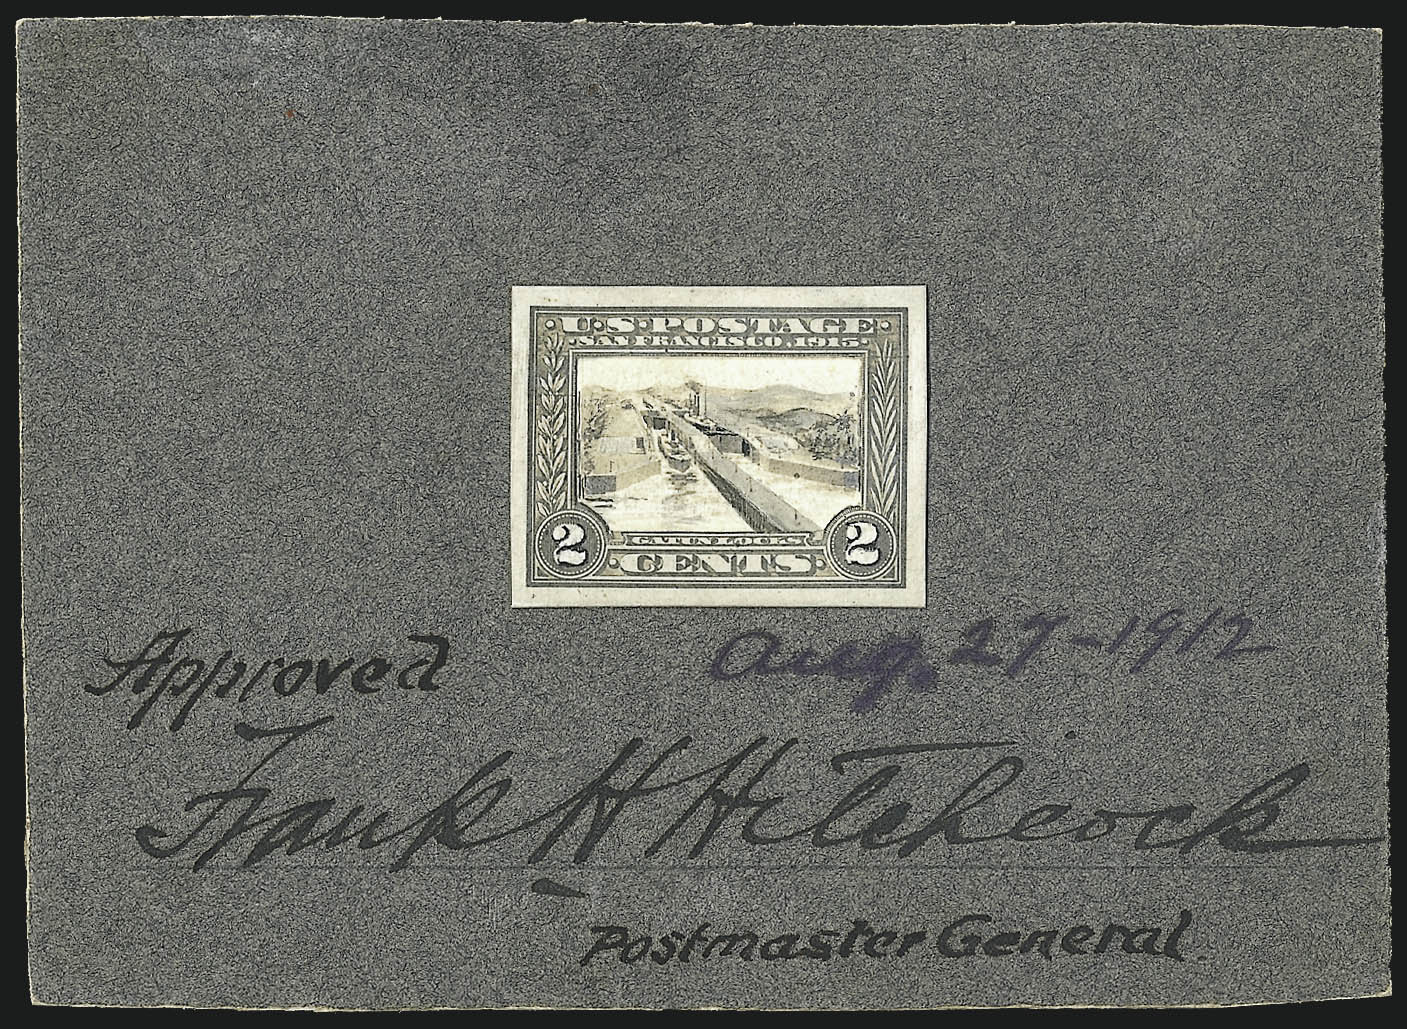 U·S·POSTAGE
SAN FRANCISCO, 1915
GATUN LOCKS
2 CENTS 2
Approved Aug. 27-1912
Frank H Hitchcock
Postmaster General.